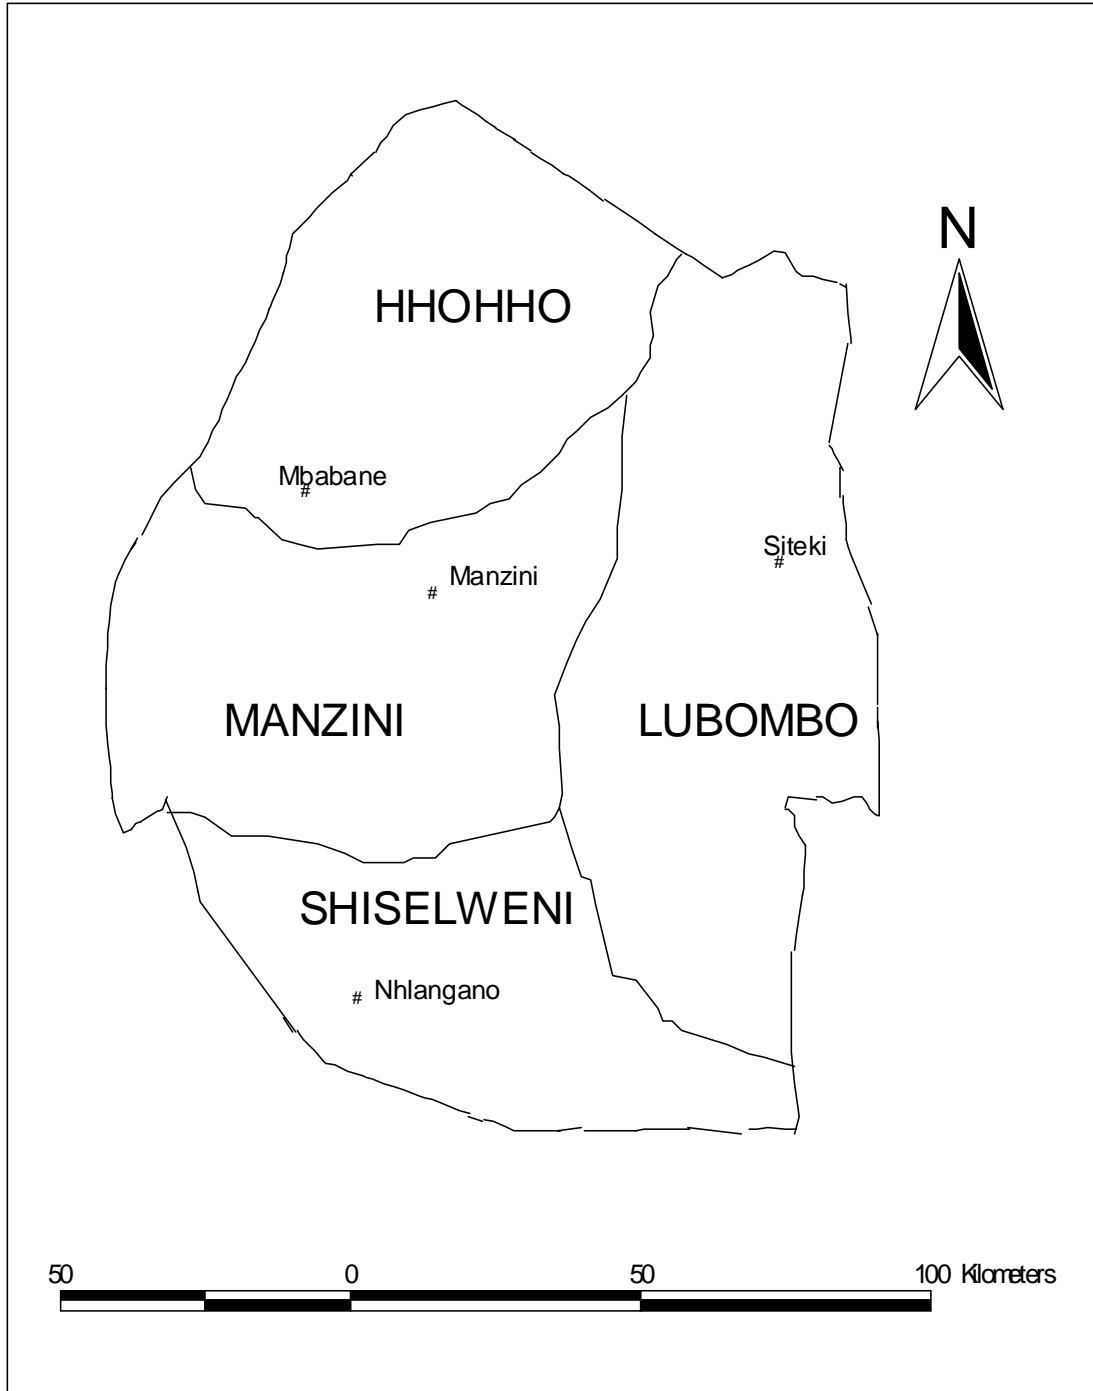 N
HHOHHO
Mbabane
#
Siteki
#
Manzini
#
MANZINI
LUBOMBO
SHISELWENI
# Nhlangano
50 0 50 100 Kilometers